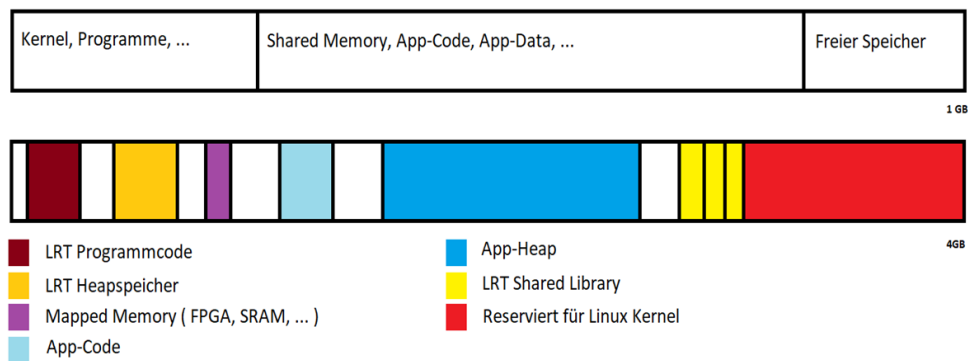 Kernel, Programme, ...
Shared Memory, App-Code, App-Data, ...
Freier Speicher
1 GB
4GB
LRT Programmcode
LRT Heapspeicher
Mapped Memory ( FPGA, SRAM, ... )
App-Code
App-Heap
LRT Shared Library
Reserviert für Linux Kernel